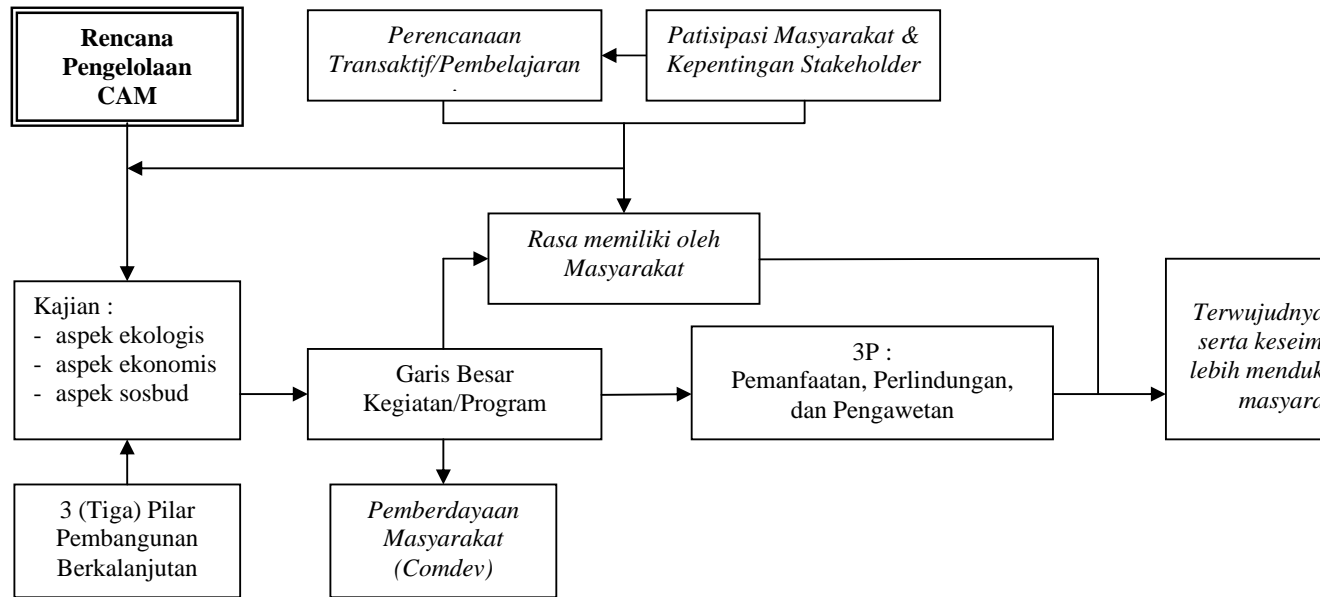 Rencana
Pengelolaan
CAM
Perencanaan
Transaktif/Pembelajaran
.
Patisipasi Masyarakat &
Kepentingan Stakeholder
Rasa memiliki oleh
Masyarakat
Kajian :
- aspek ekologis
- aspek ekonomis
- aspek sosbud
Garis Besar
Kegiatan/Program
3P :
Pemanfaatan, Perlindungan,
dan Pengawetan
Terwujudnya
serta keseim
lebih menduk
masyara
3 (Tiga) Pilar
Pembangunan
Berkalanjutan
Pemberdayaan
Masyarakat
(Comdev)